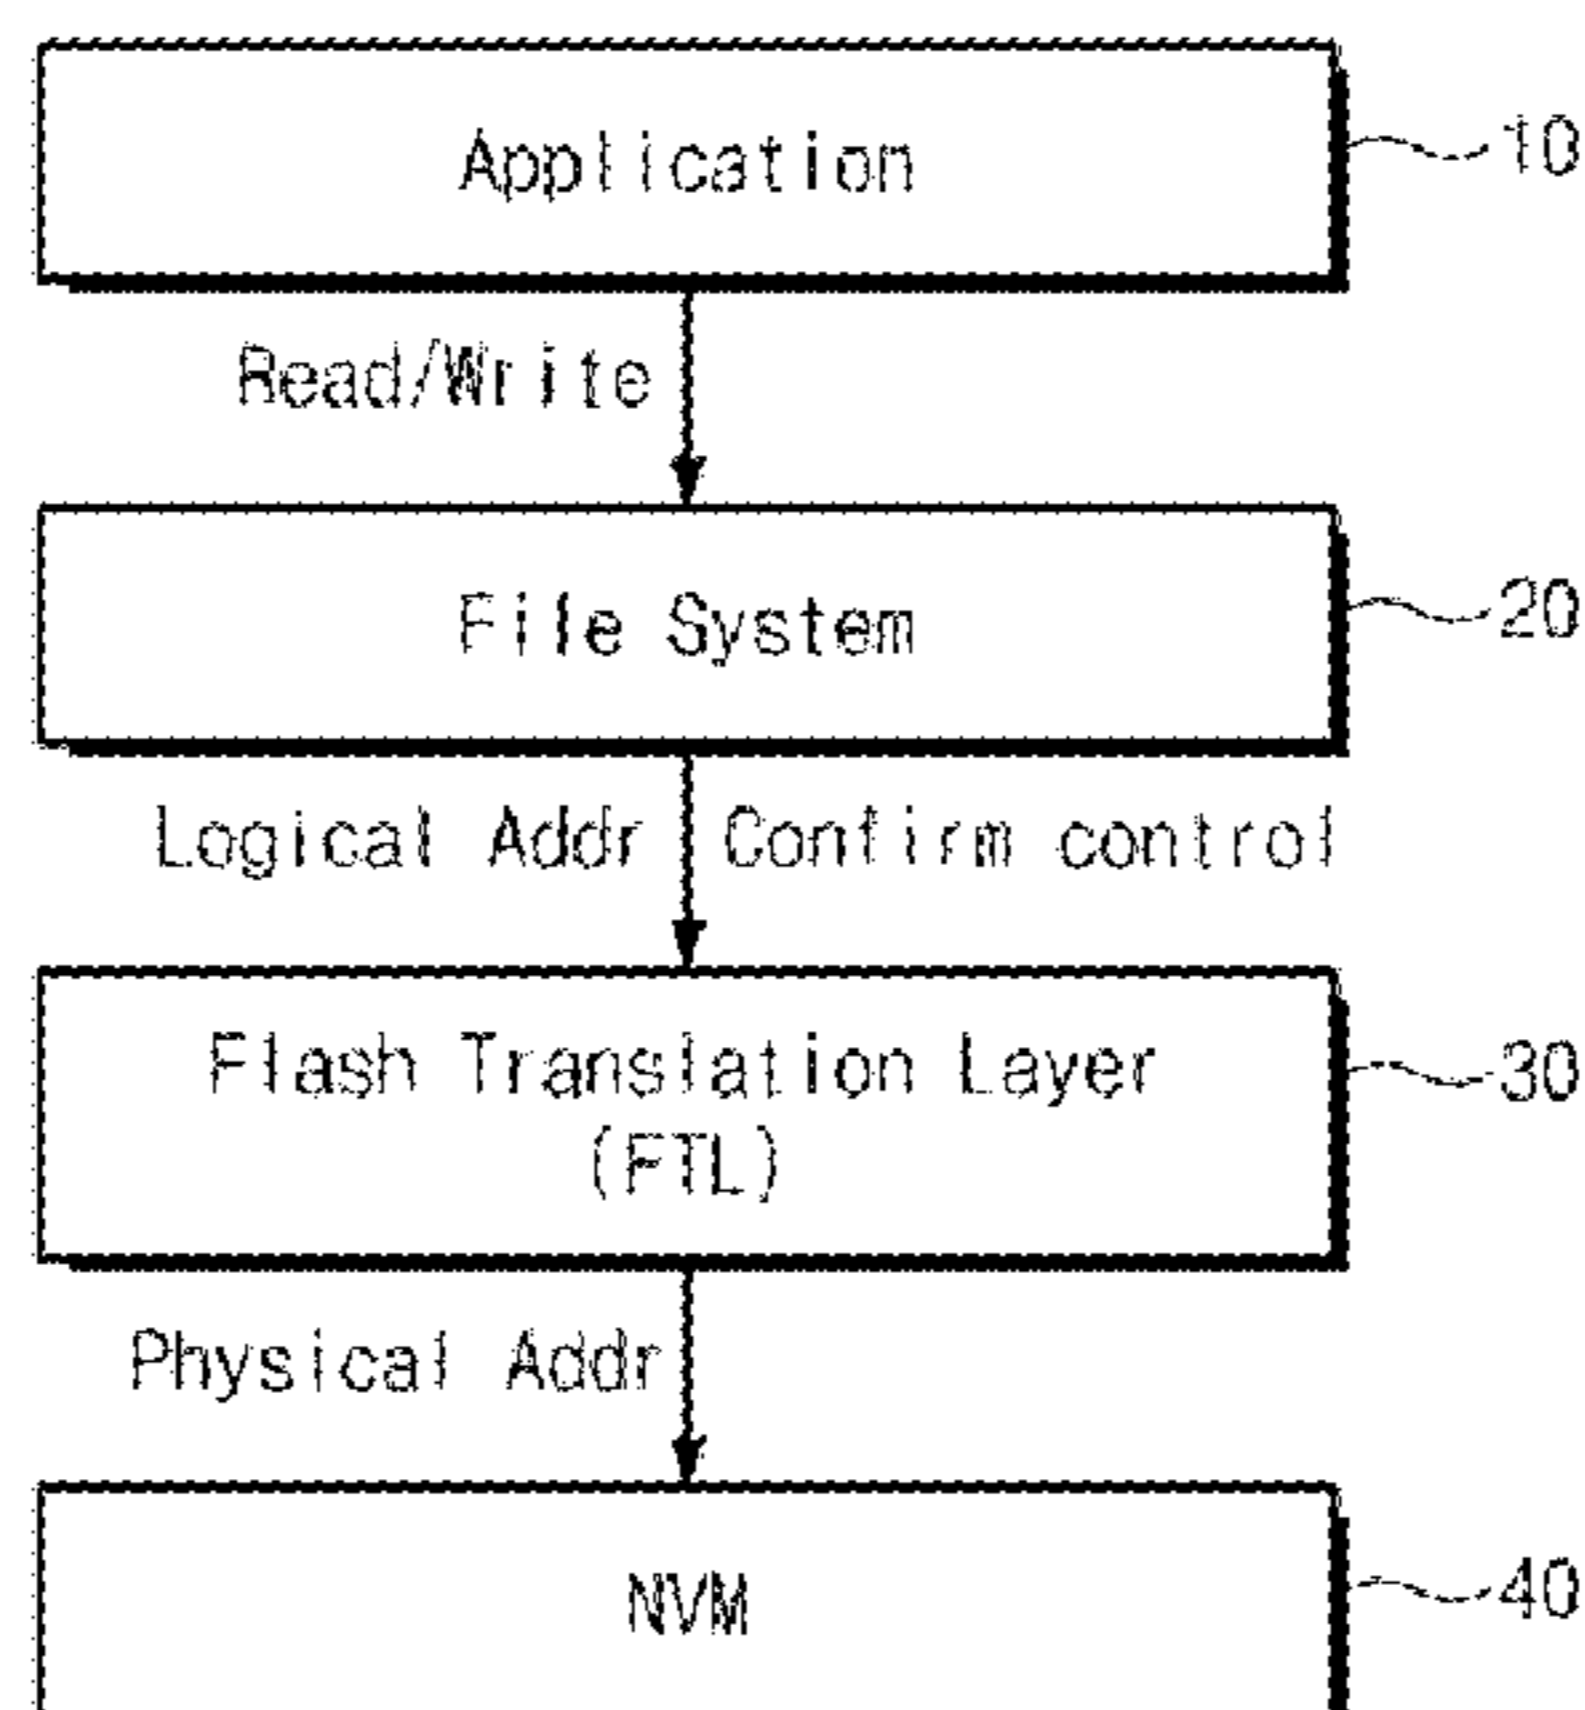 Application
10
Read/Write
File System
20
Logical Addr Confirm control
Flash Translation Layer
(FTL)
30
Physical Addr
NVM
40